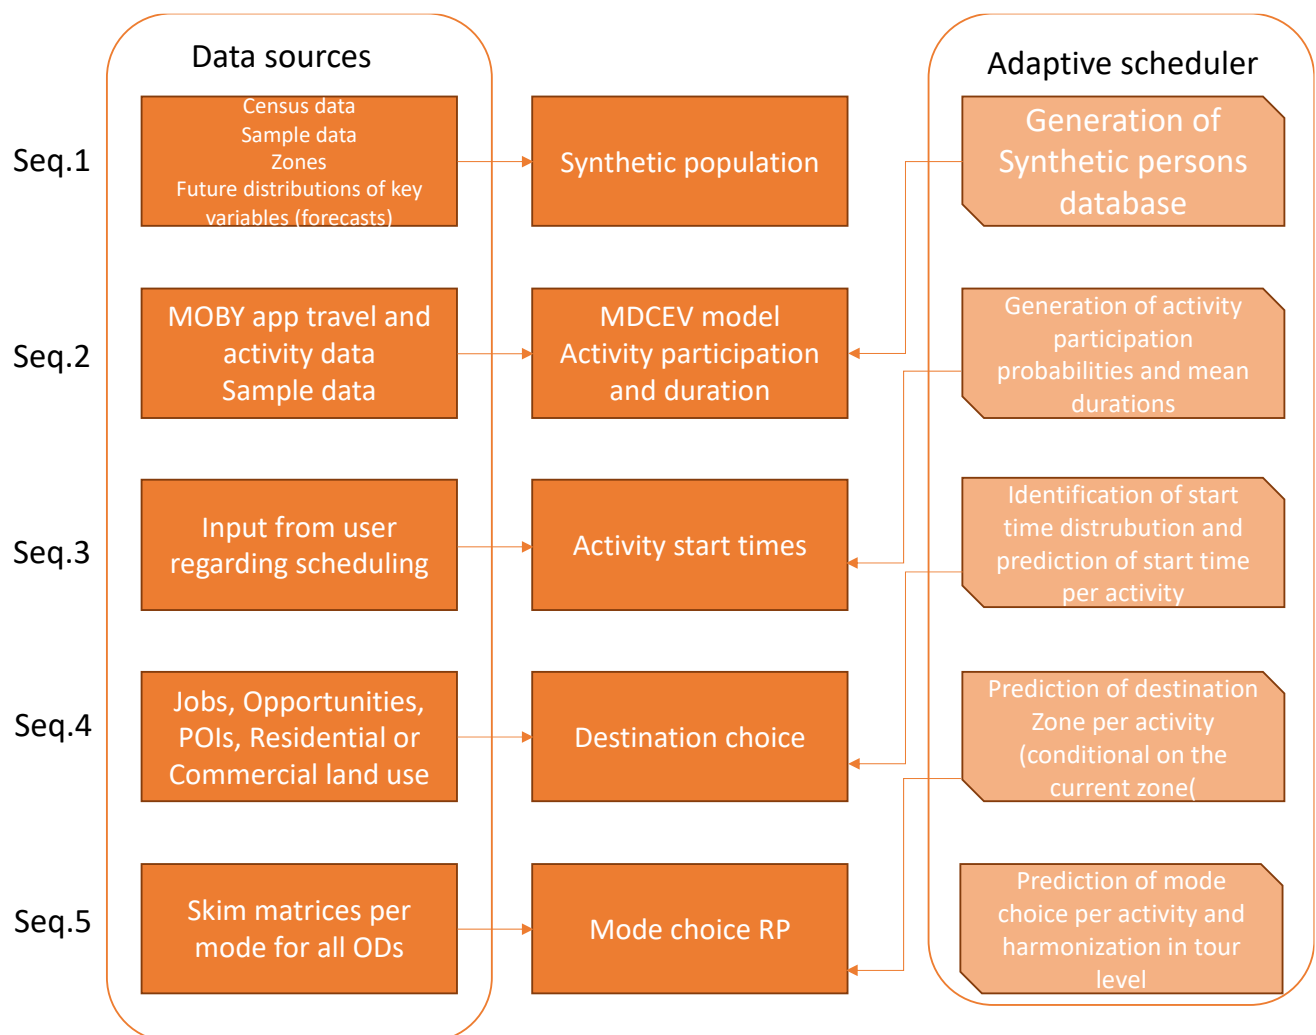 Data sources
Adaptive scheduler
Seq.1
Census data
Sample data
Zones
Future distributions of key
variables (forecasts)
Synthetic population
Generation of
Synthetic persons
database
Seq.2
MOBY app travel and
activity data
Sample data
MDCEV model
Activity participation
and duration
Generation of activity
participation
probabilities and mean
durations
Seq.3
Input from user
regarding scheduling
Activity start times
Identification of start
time distrubution and
prediction of start time
per activity
Seq.4
Jobs, Opportunities,
POIs, Residential or
Commercial land use
Destination choice
Prediction of destination
Zone per activity
(conditional on the
current zone(
Seq.5
Skim matrices per
mode for all ODs
Mode choice RP
Prediction of mode
choice per activity and
harmonization in tour
level